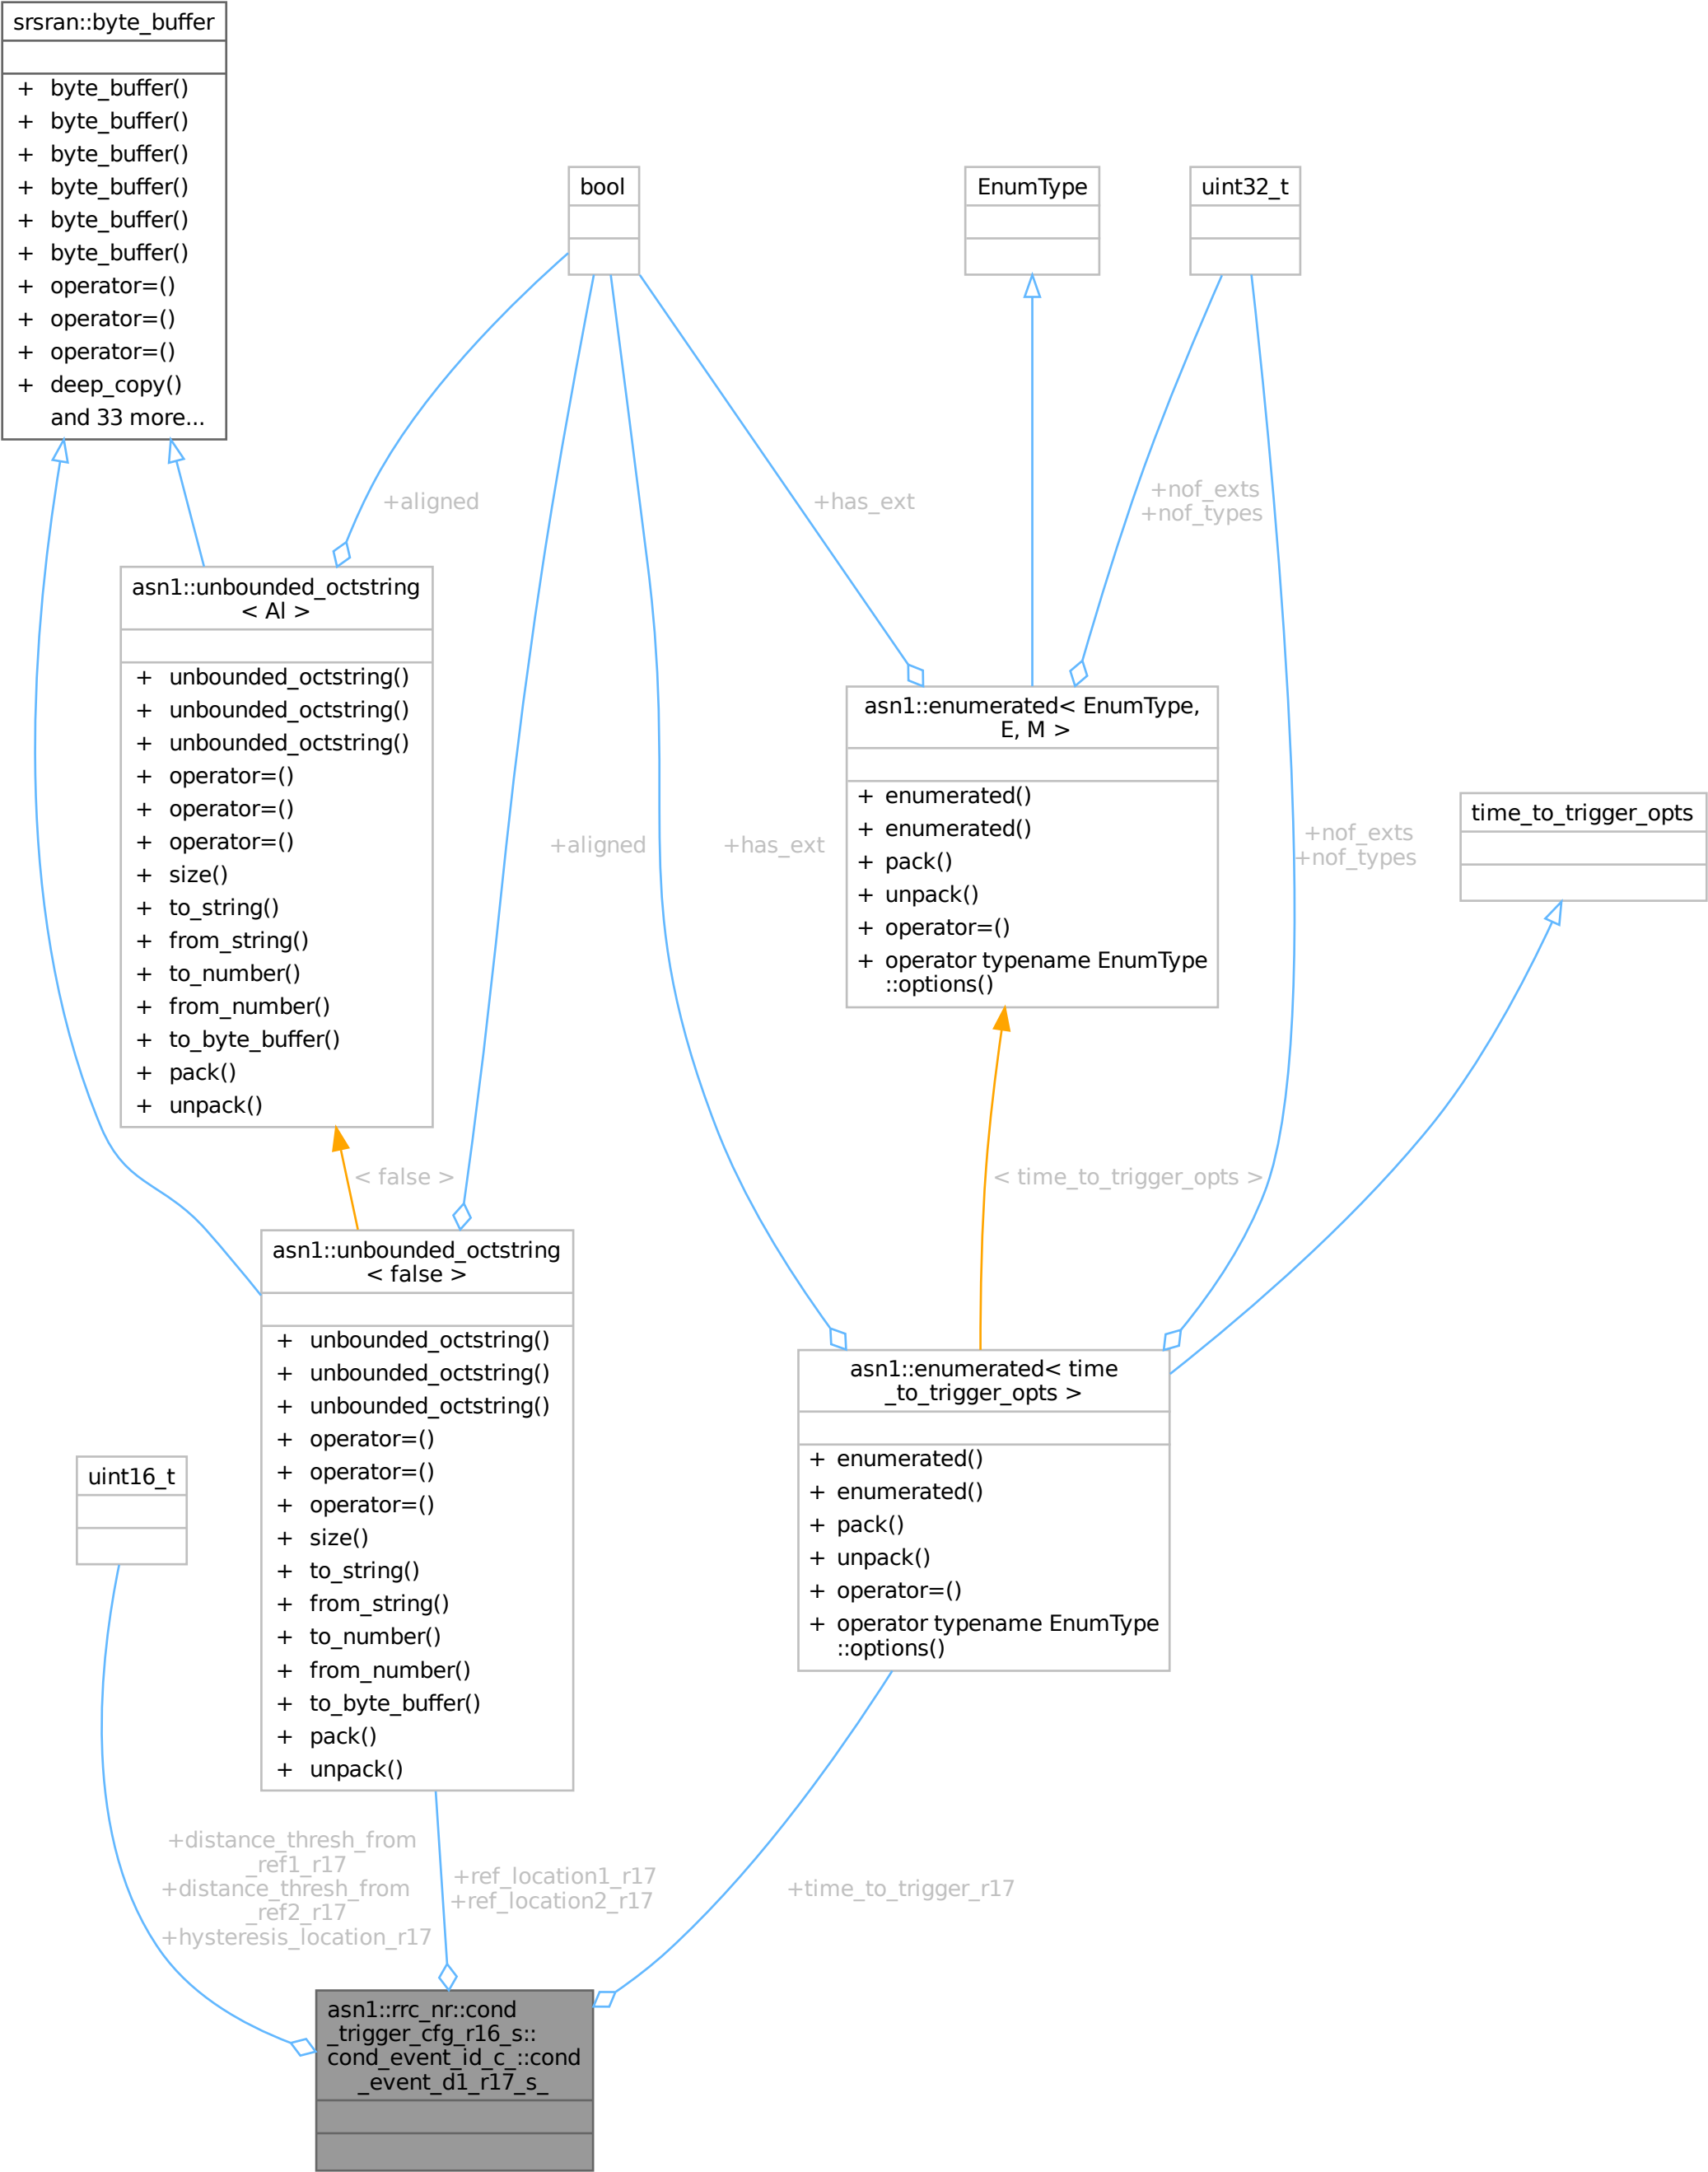 srsran::byte_buffer
+ byte_buffer()
+ byte_buffer()
+ byte_buffer()
+ byte_buffer()
+ byte_buffer()
+ byte_buffer()
+ operator=()
+ operator=()
+ operator=()
+ deep_copy()
and 33 more...
bool
EnumType
uint32_t
+aligned
+has_ext
+nof_exts
+nof_types
asn1::unbounded_octstring
< Al >
+ unbounded_octstring()
+ unbounded_octstring()
+ unbounded_octstring()
+ operator=()
+ operator=()
+ operator=()
+ size()
+ to_string()
+ from_string()
+ to_number()
+ from_number()
+ to_byte_buffer()
+ pack()
+ unpack()
asn1::enumerated< EnumType,
E, M >
+ enumerated()
+ enumerated()
+ pack()
+ unpack()
+ operator=()
+ operator typename EnumType
::options()
time_to_trigger_opts
+aligned
+has_ext
+nof_exts
+nof_types
< false >
< time_to_trigger_opts >
asn1::unbounded_octstring
< false >
+ unbounded_octstring()
+ unbounded_octstring()
+ unbounded_octstring()
+ operator=()
+ operator=()
+ operator=()
+ size()
+ to_string()
+ from_string()
+ to_number()
+ from_number()
+ to_byte_buffer()
+ pack()
+ unpack()
asn1::enumerated< time
_to_trigger_opts >
+ enumerated()
+ enumerated()
+ pack()
+ unpack()
+ operator=()
+ operator typename EnumType
::options()
uint16_t
+distance_thresh_from
_ref1_r17
+distance_thresh_from
_ref2_r17
+hysteresis_location_r17
+ref_location1_r17
+ref_location2_r17
+time_to_trigger_r17
asn1::rrc_nr::cond
_trigger_cfg_r16_s::
cond_event_id_c_::cond
_event_d1_r17_s_